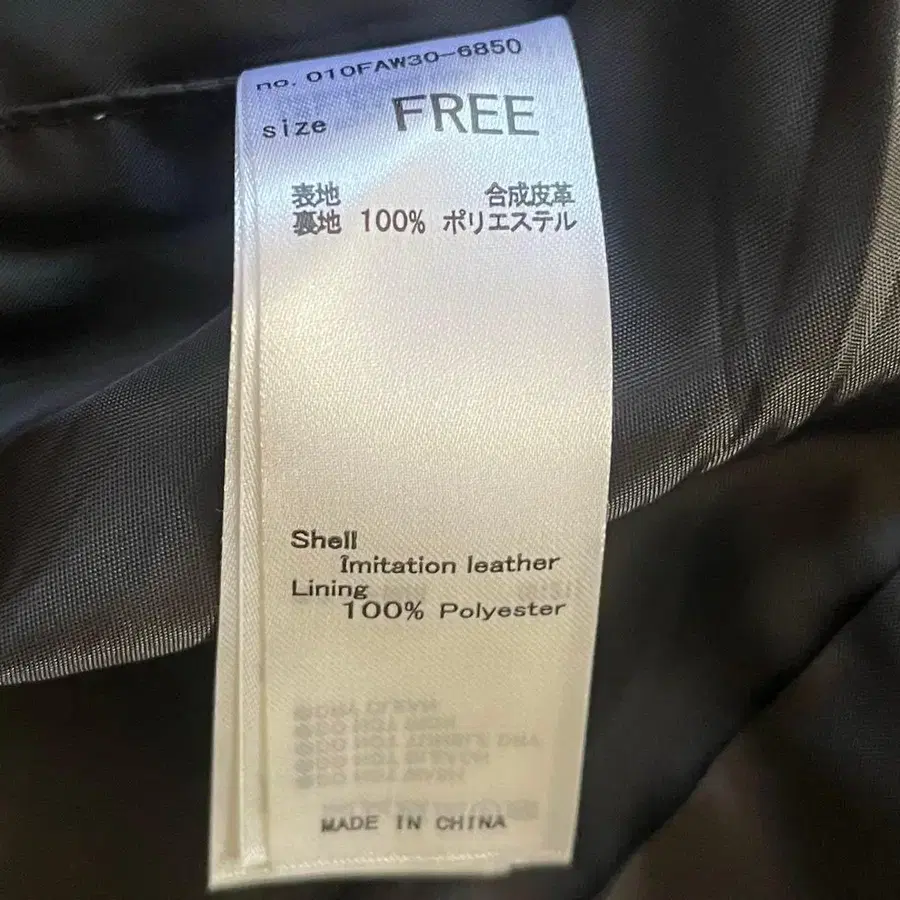 no. 010FAW30-6850
size FREE
表地 合成皮革
裏地 100% ポリエステル
Shell
Imitation leather
Lining
100% Polyester
MADE IN CHINA